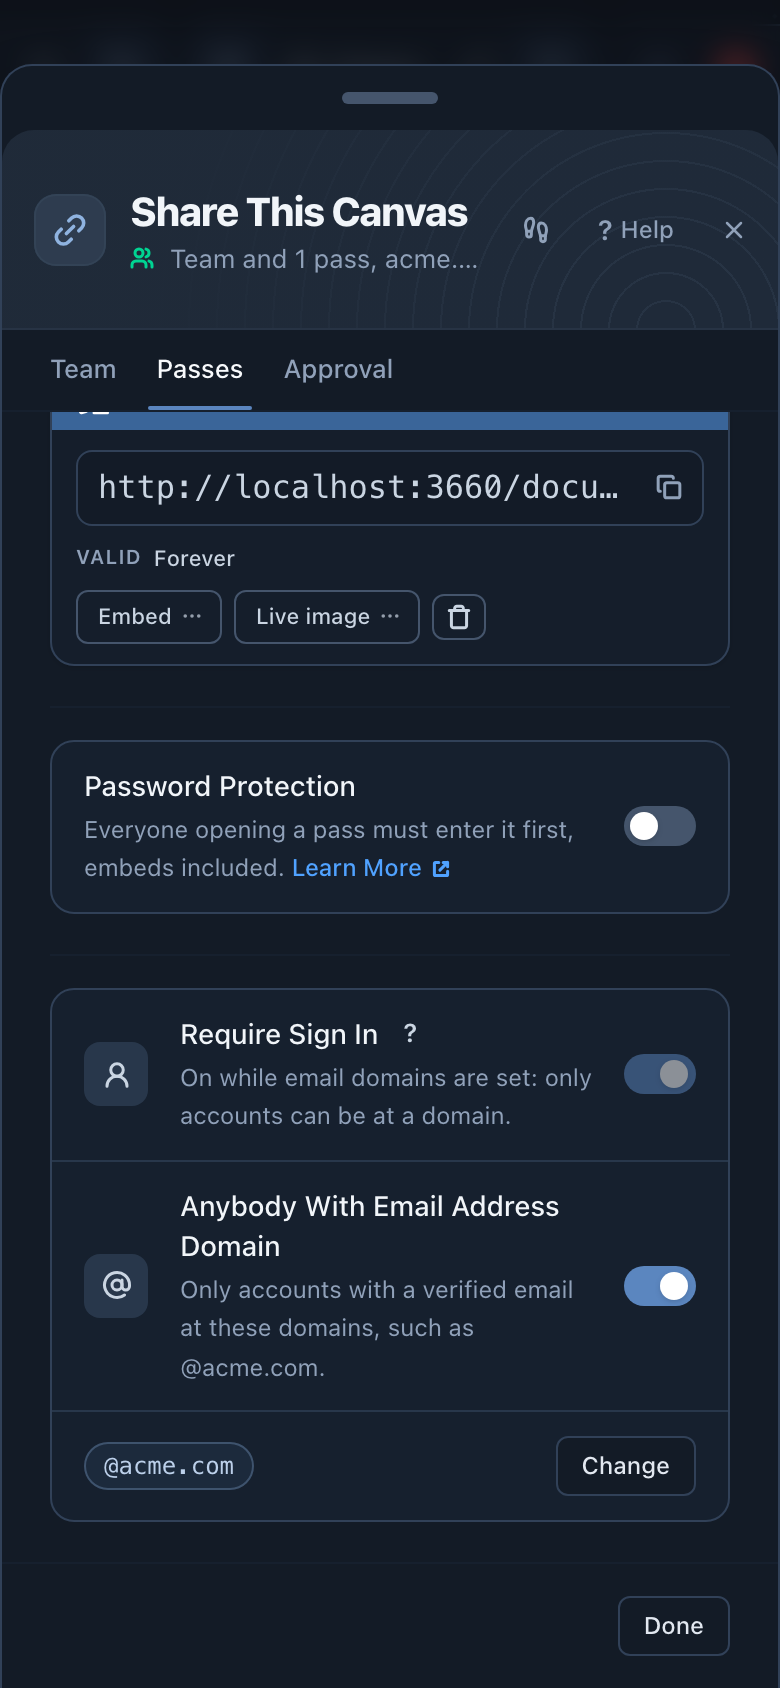 Share This Canvas
Team and 1 pass, acme....
? Help
Team Passes Approval
http://localhost:3660/docu…
VALID Forever
Embed ··· Live image ···
Password Protection
Everyone opening a pass must enter it first,
embeds included. Learn More
Require Sign In ?
On while email domains are set: only
accounts can be at a domain.
Anybody With Email Address
Domain
Only accounts with a verified email
at these domains, such as
@acme.com.
@acme.com Change
Done